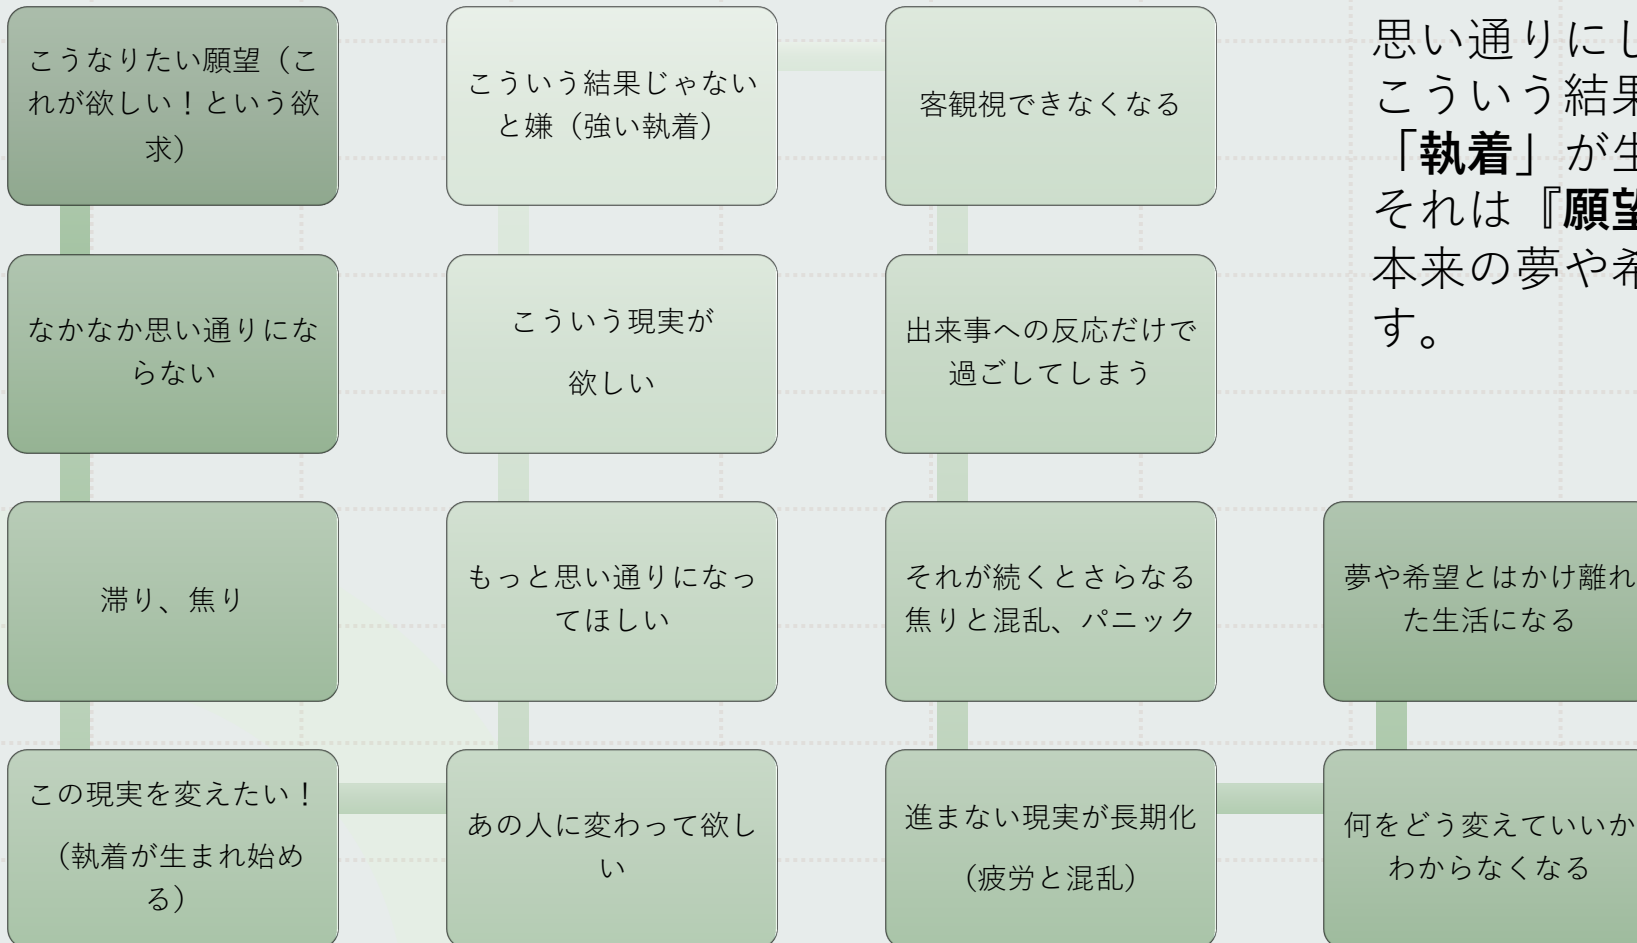 こうなりたい願望（こ
れが欲しい！という欲
求）
なかなか思い通りにな
らない
滞り、焦り
この現実を変えたい！
（執着が生まれ始め
る）
あの人に変わって欲し
い
もっと思い通りになっ
てほしい
こういう現実が
欲しい
こういう結果じゃない
と嫌（強い執着）
客観視できなくなる
出来事への反応だけで
過ごしてしまう
それが続くとさらなる
焦りと混乱、パニック
進まない現実が長期化
（疲労と混乱）
何をどう変えていいか
わからなくなる
夢や希望とはかけ離れ
た生活になる
思い通りにし
こういう結果
「執着」が生
それは『願望
本来の夢や希
す。